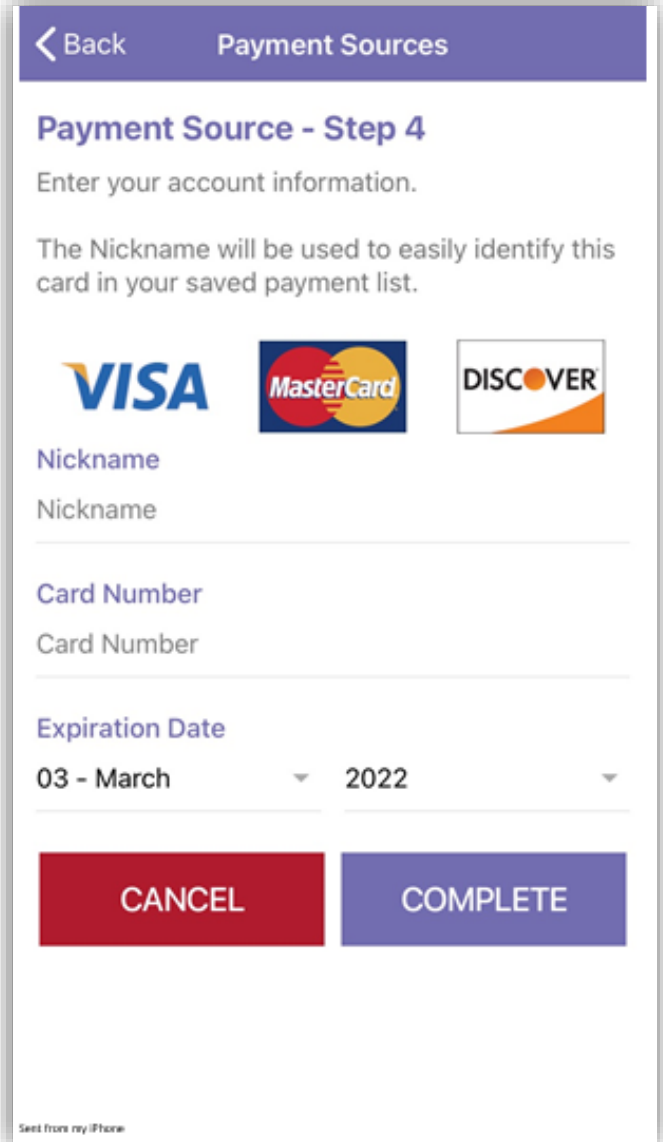 Back Payment Sources
Payment Source - Step 4
Enter your account information.
The Nickname will be used to easily identify this
card in your saved payment list.
VISA MasterCard DISCOVER
Nickname
Nickname
Card Number
Card Number
Expiration Date
03 - March 2022
CANCEL COMPLETE
Sent from my iPhone